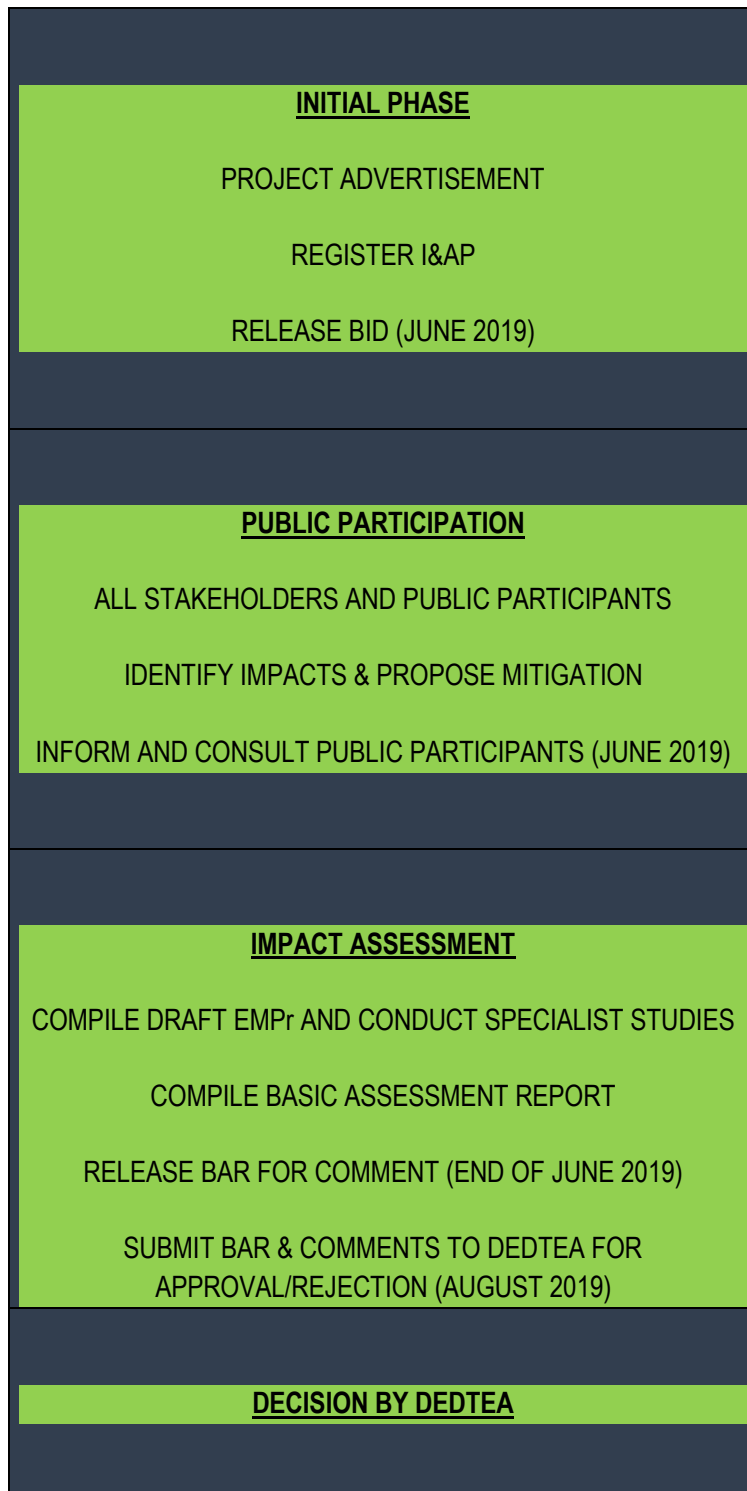 INITIAL PHASE
PROJECT ADVERTISEMENT
REGISTER I&AP
RELEASE BID (JUNE 2019)
PUBLIC PARTICIPATION
ALL STAKEHOLDERS AND PUBLIC PARTICIPANTS
IDENTIFY IMPACTS & PROPOSE MITIGATION
INFORM AND CONSULT PUBLIC PARTICIPANTS (JUNE 2019)
IMPACT ASSESSMENT
COMPILE DRAFT EMPr AND CONDUCT SPECIALIST STUDIES
COMPILE BASIC ASSESSMENT REPORT
RELEASE BAR FOR COMMENT (END OF JUNE 2019)
SUBMIT BAR & COMMENTS TO DEDTEA FOR
APPROVAL/REJECTION (AUGUST 2019)
DECISION BY DEDTEA